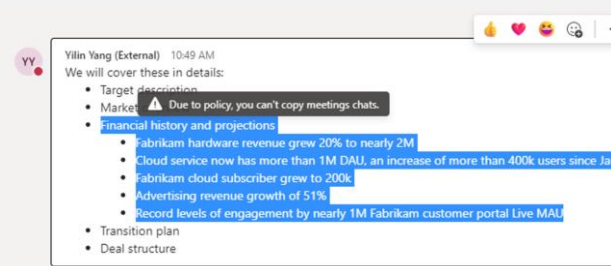 YY
Yilin Yang (External) 10:49 AM
We will cover these in details:
• Target description
• Market
Due to policy, you can't copy meetings chats.
• Financial history and projections
• Fabrikam hardware revenue grew 20% to nearly 2M
• Cloud service now has more than 1M DAU, an increase of more than 400k users since
• Fabrikam cloud subscriber grew to 200k
• Advertising revenue growth of 51%
• Record levels of engagement by nearly 1M Fabrikam customer portal Live MAU
• Transition plan
• Deal structure